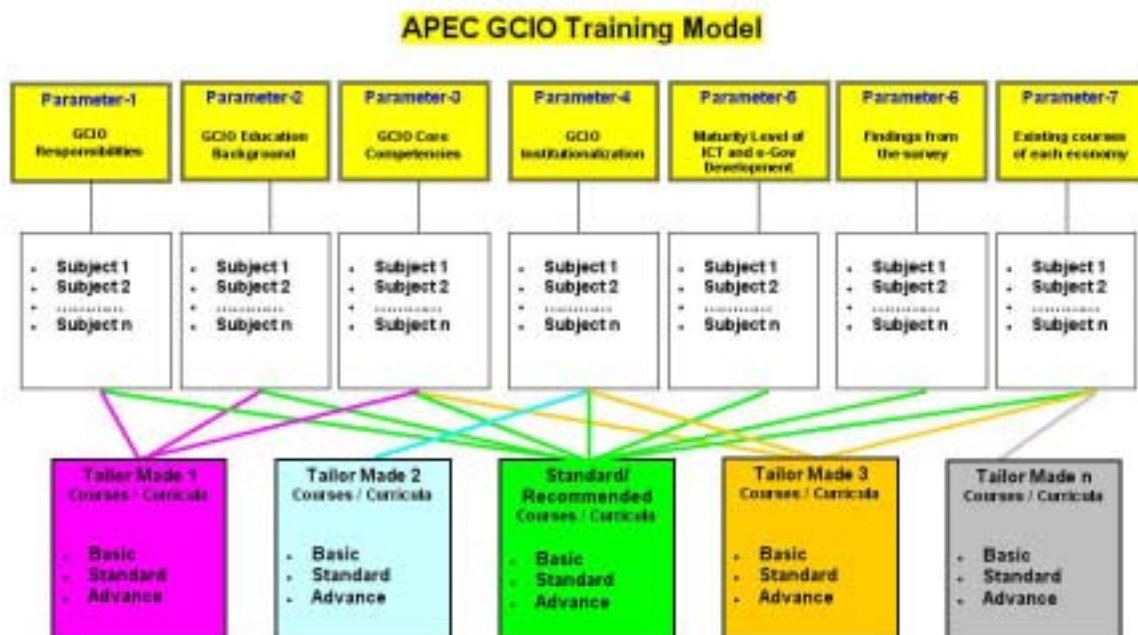 APEC GCIO Training Model
Parameter-1
GCIO
Responsibilities
Parameter-2
GCIO Education
Background
Parameter-3
GCIO Core
Competencies
Parameter-4
GCIO
Institutionalization
Parameter-5
Maturity Level of
ICT and e-Gov
Development
Parameter-6
Findings from
the survey
Parameter-7
Existing courses
of each economy
• Subject 1
• Subject 2
• ............
• Subject n
• Subject 1
• Subject 2
• ............
• Subject n
• Subject 1
• Subject 2
• ............
• Subject n
• Subject 1
• Subject 2
• ............
• Subject n
• Subject 1
• Subject 2
• ............
• Subject n
• Subject 1
• Subject 2
• ............
• Subject n
• Subject 1
• Subject 2
• ............
• Subject n
Tailor Made 1
Courses / Curricula
• Basic
• Standard
• Advance
Tailor Made 2
Courses / Curricula
• Basic
• Standard
• Advance
Standard/
Recommended
Courses / Curricula
• Basic
• Standard
• Advance
Tailor Made 3
Courses / Curricula
• Basic
• Standard
• Advance
Tailor Made n
Courses / Curricula
• Basic
• Standard
• Advance